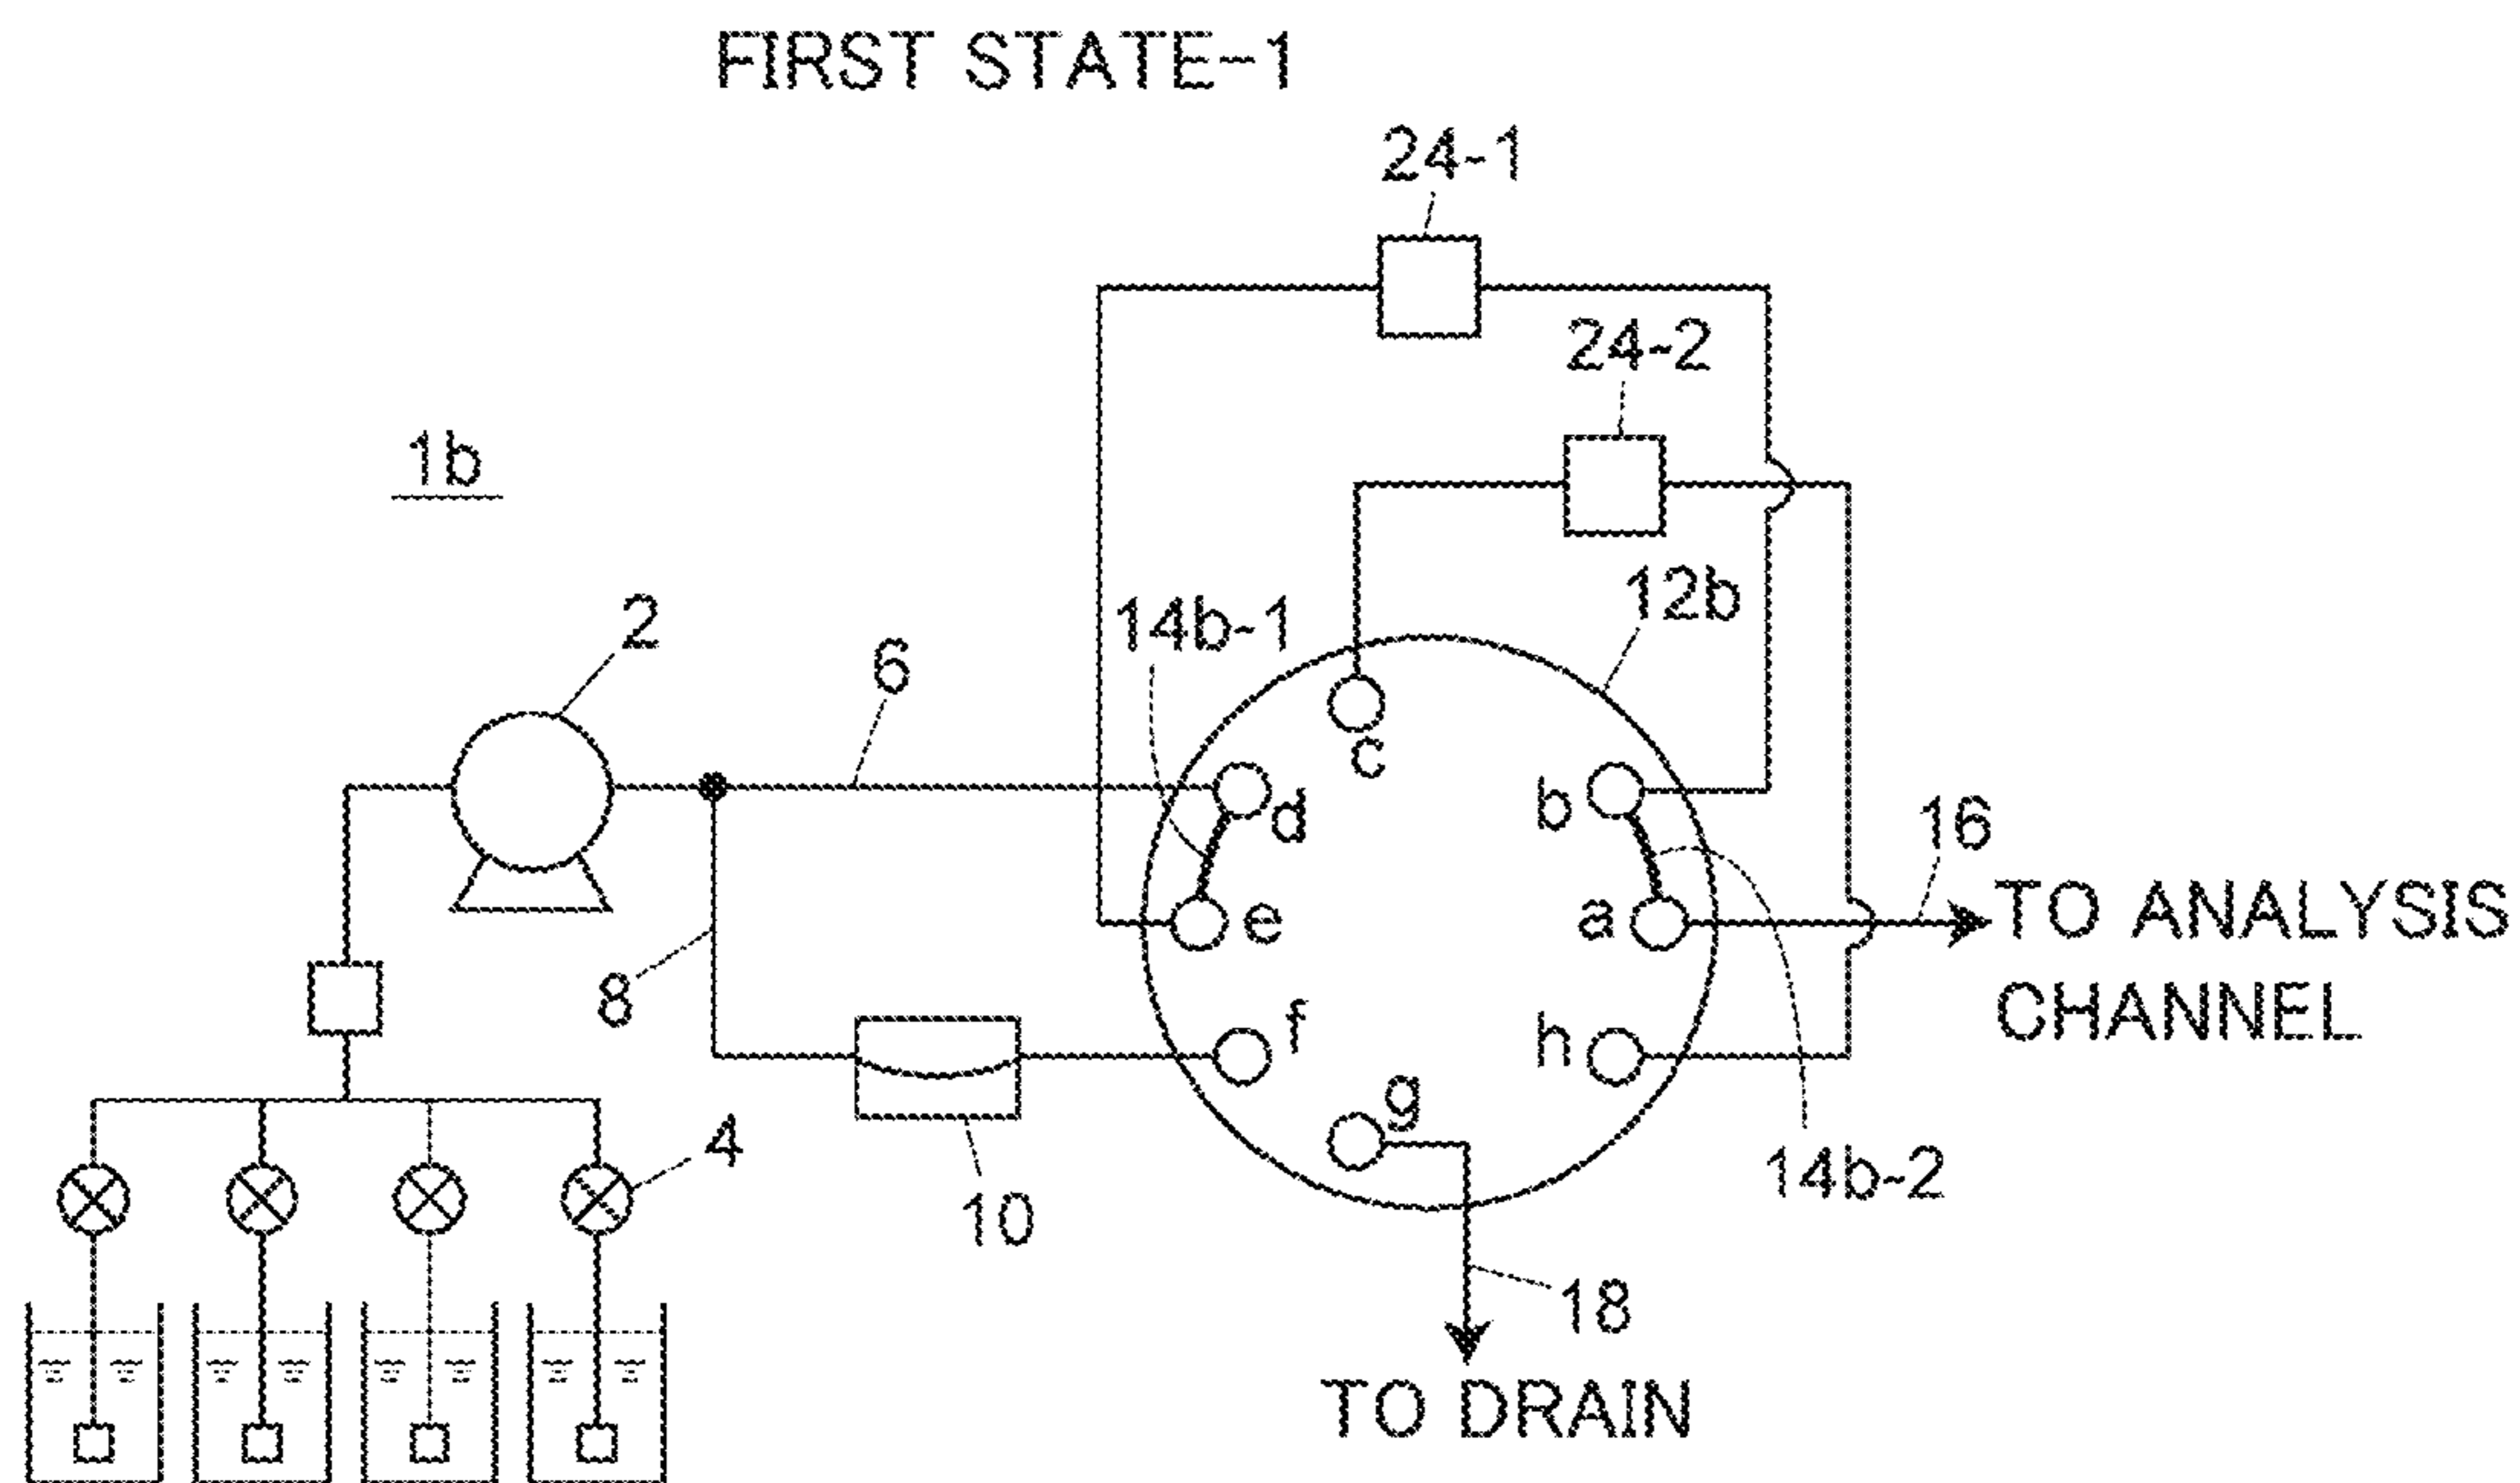 FIRST STATE-1
24-1
24-2
1b
12b
14b-1
2
6
c
d
b
16
e
a
TO ANALYSIS
CHANNEL
8
f
h
g
4
10
14b-2
18
TO DRAIN